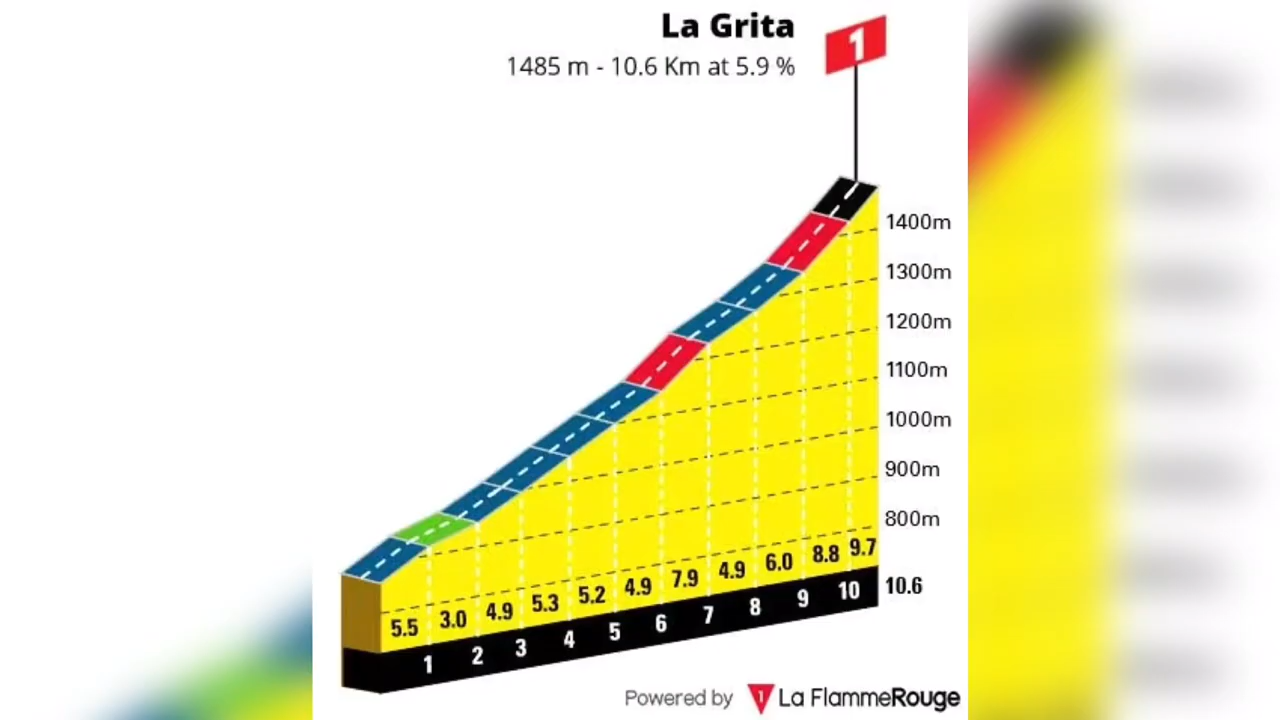 La Grita
1
1485 m - 10.6 Km at 5.9 %
1400m
1300m
1200m
1100m
1000m
900m
800m
5.5 3.0 4.9 5.3 5.2 4.9 7.9 4.9 6.0 8.8 9.7
1 2 3 4 5 6 7 8 9 10 10.6
Powered by 1 La FlammeRouge